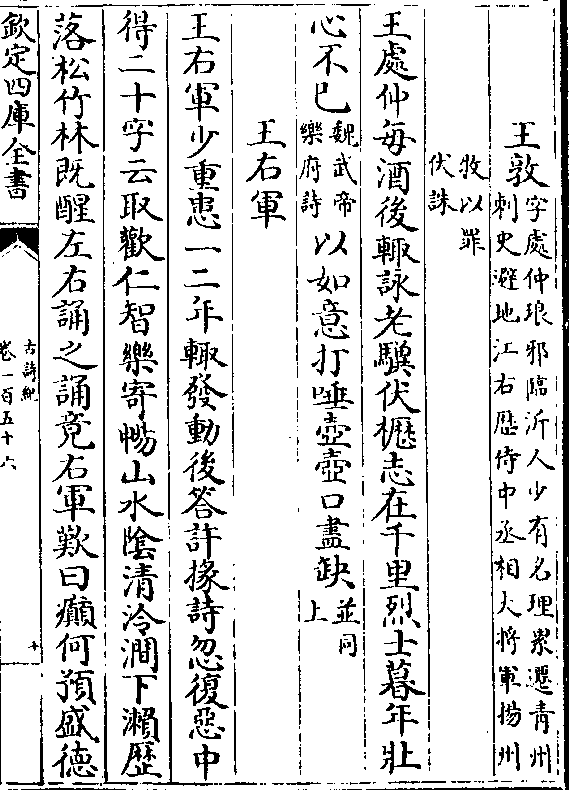 王敦字處仲琅邪臨沂人少有名理累遷青州
刺史避地江右歴侍中丞相大將軍揚州
牧以罪
伏誅
王處仲每酒後輙詠老驥伏櫪志在千里烈士暮年壯
心不已魏武帝
樂府詩以如意打唾壺壺口盡缺並同
上
王右軍
王右軍少重患一二年輙發動後答許掾詩忽復惡中
得二十字云取歡仁智樂寄暢山水陰清泠澗下瀨歴
落松竹林既醒左右誦之誦竟右軍歎曰癲何預盛德
欽定四庫全書
古詩紀
卷一百五十六
十